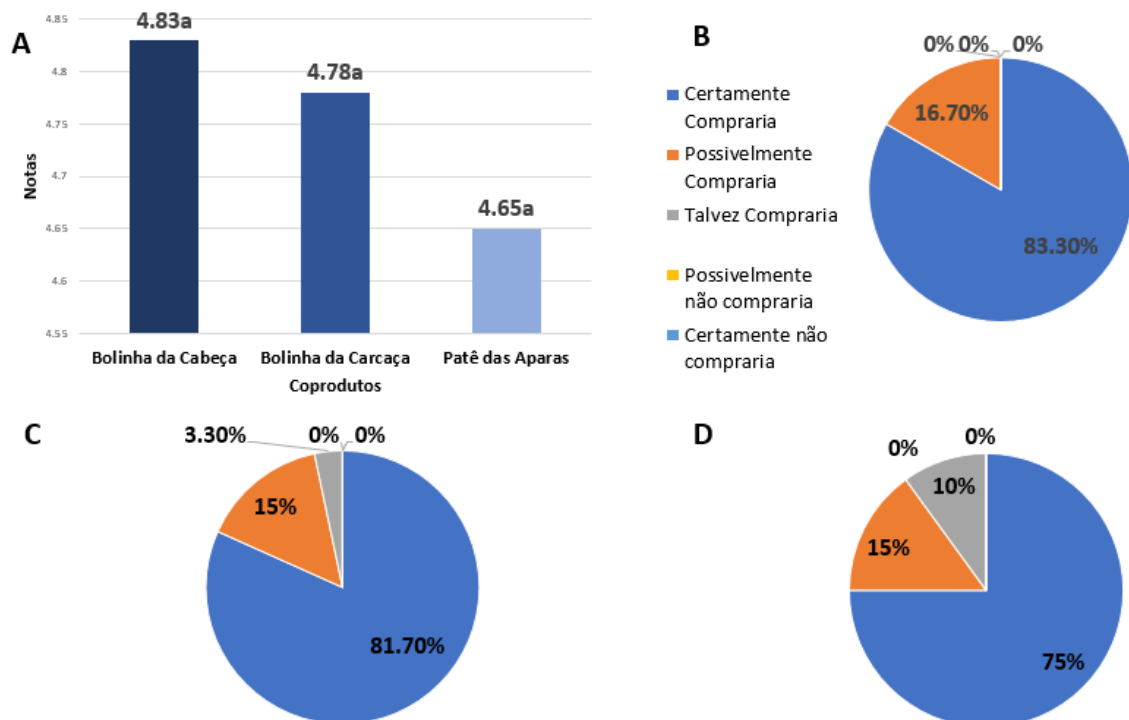 A
4.85
4.8
4.75
4.7
4.65
4.6
4.55
Notas
4.83a
4.78a
4.65a
Bolinha da Cabeça
Bolinha da Carcaça
Patê das Aparas
Coprodutos
B
Certamente
Compraria
Possivelmente
Compraria
Talvez Compraria
Possivelmente
não compraria
Certamente não
compraria
0% 0% 0%
16.70%
83.30%
C
3.30% 0% 0%
15%
81.70%
D
0%
0%
10%
15%
75%